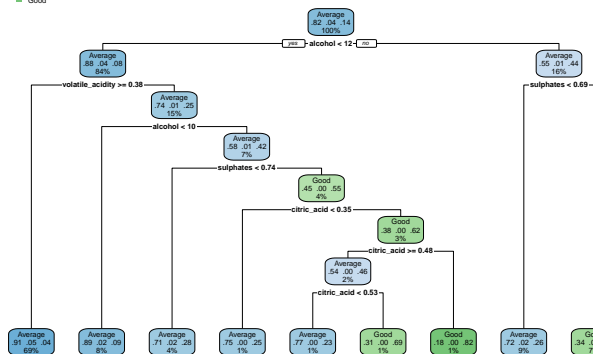 Good
Average
.82 .04 .14
100%
yes alcohol < 12 no
Average
.88 .04 .08
84%
Average
.55 .01 .44
16%
volatile_acidity >= 0.38
sulphates < 0.69
Average
.74 .01 .25
15%
alcohol < 10
Average
.58 .01 .42
7%
sulphates < 0.74
Good
.45 .00 .55
4%
citric_acid < 0.35
Good
.38 .00 .62
3%
citric_acid >= 0.48
Average
.54 .00 .46
2%
citric_acid < 0.53
Average
.91 .05 .04
69%
Average
.89 .02 .09
8%
Average
.71 .02 .28
4%
Average
.75 .00 .25
1%
Average
.77 .00 .23
1%
Good
.31 .00 .69
1%
Good
.18 .00 .82
1%
Average
.72 .02 .26
9%